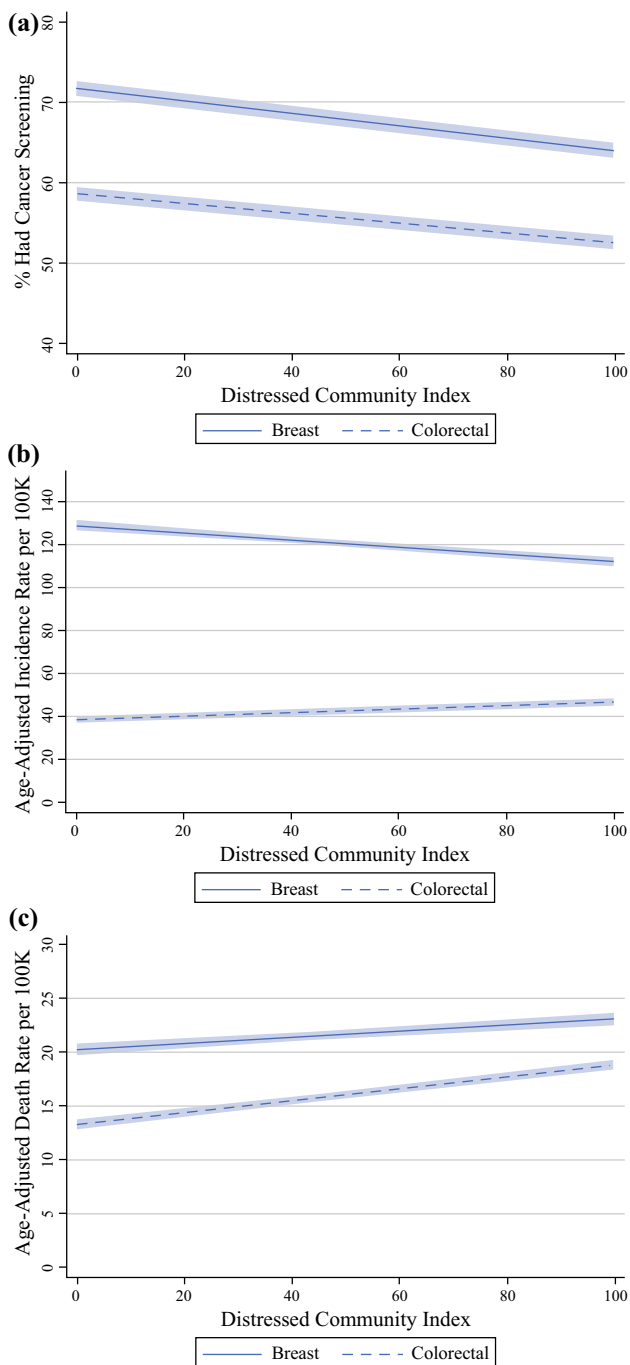 (a)
% Had Cancer Screening
80
70
60
50
40
0 20 40 60 80 100
Distressed Community Index
Breast Colorectal
(b)
Age-Adjusted Incidence Rate per 100K
140
120
100
80
60
40
20
0
0 20 40 60 80 100
Distressed Community Index
Breast Colorectal
(c)
Age-Adjusted Death Rate per 100K
30
25
20
15
10
5
0
0 20 40 60 80 100
Distressed Community Index
Breast Colorectal